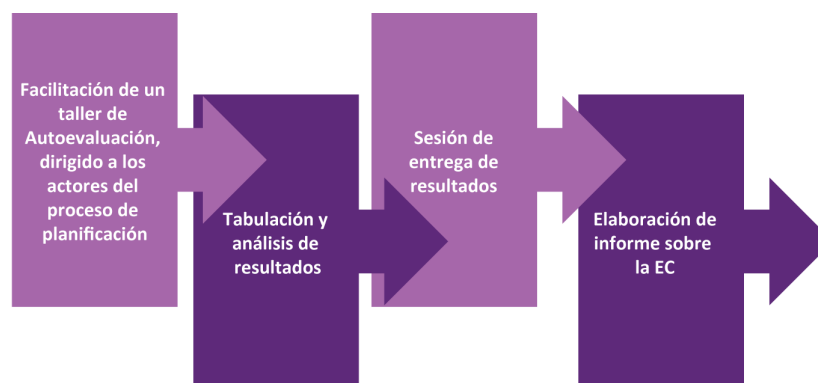 Facilitación de un
taller de
Autoevaluación,
dirigido a los
actores del
proceso de
planificación
Tabulación y
análisis de
resultados
Sesión de
entrega de
resultados
Elaboración de
informe sobre
la EC